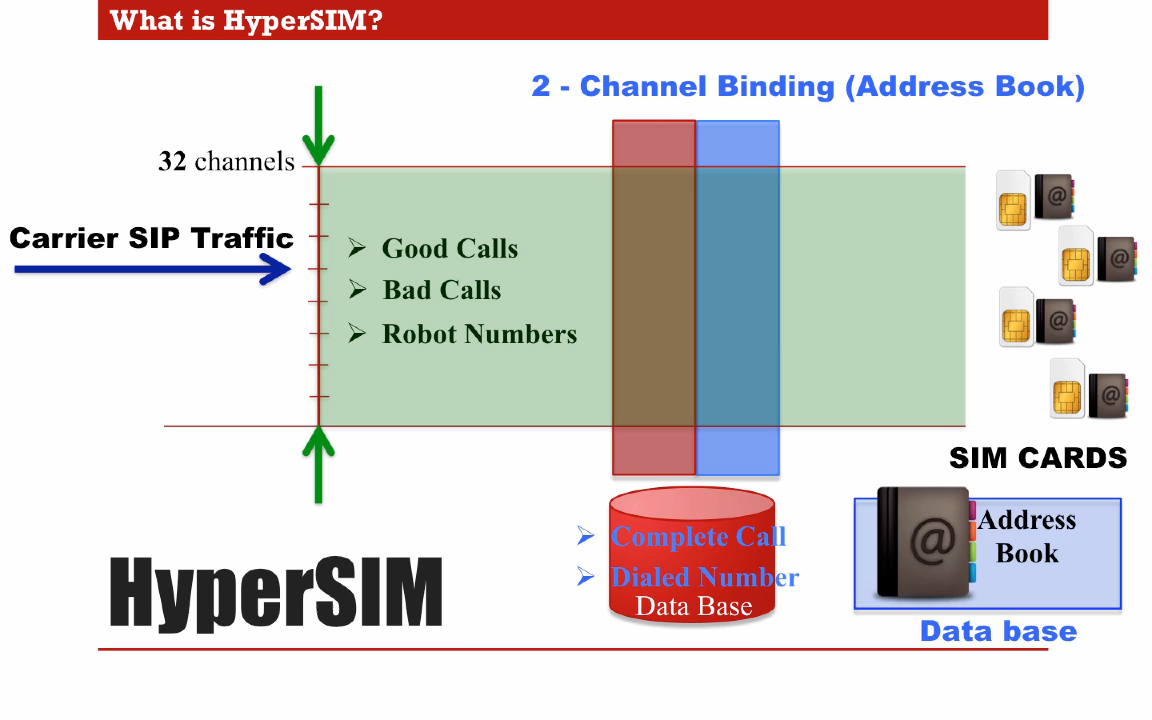 What is HyperSIM?
2 - Channel Binding (Address Book)
32 channels
Carrier SIP Traffic
➢ Good Calls
➢ Bad Calls
➢ Robot Numbers
@
@
@
@
SIM CARDS
➢ Complete Call
➢ Dialed Number
Data Base
@
Address
Book
Data base
HyperSIM